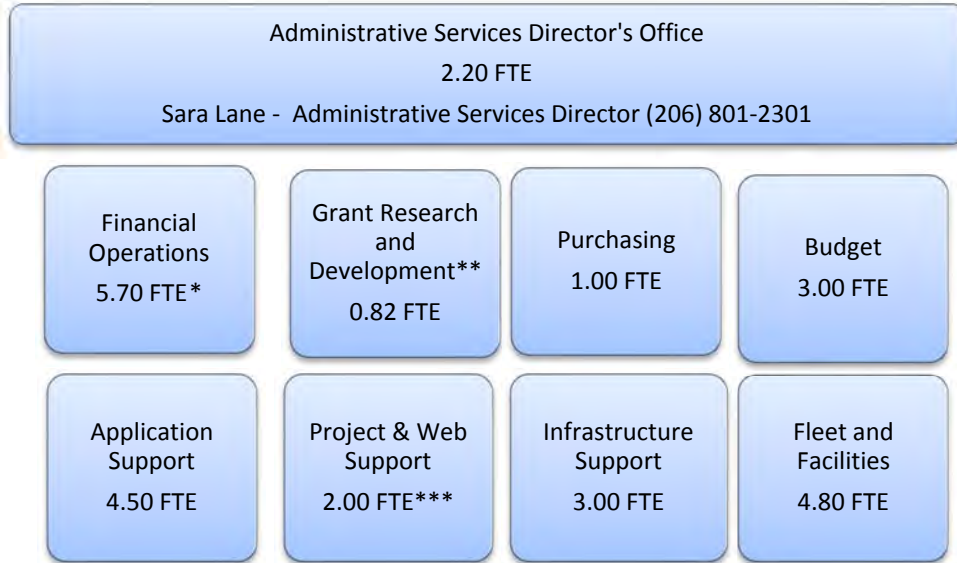 Administrative Services Director's Office
2.20 FTE
Sara Lane - Administrative Services Director (206) 801-2301
Financial
Operations
5.70 FTE*
Grant Research
and
Development**
0.82 FTE
Purchasing
1.00 FTE
Budget
3.00 FTE
Application
Support
4.50 FTE
Project & Web
Support
2.00 FTE***
Infrastructure
Support
3.00 FTE
Fleet and
Facilities
4.80 FTE